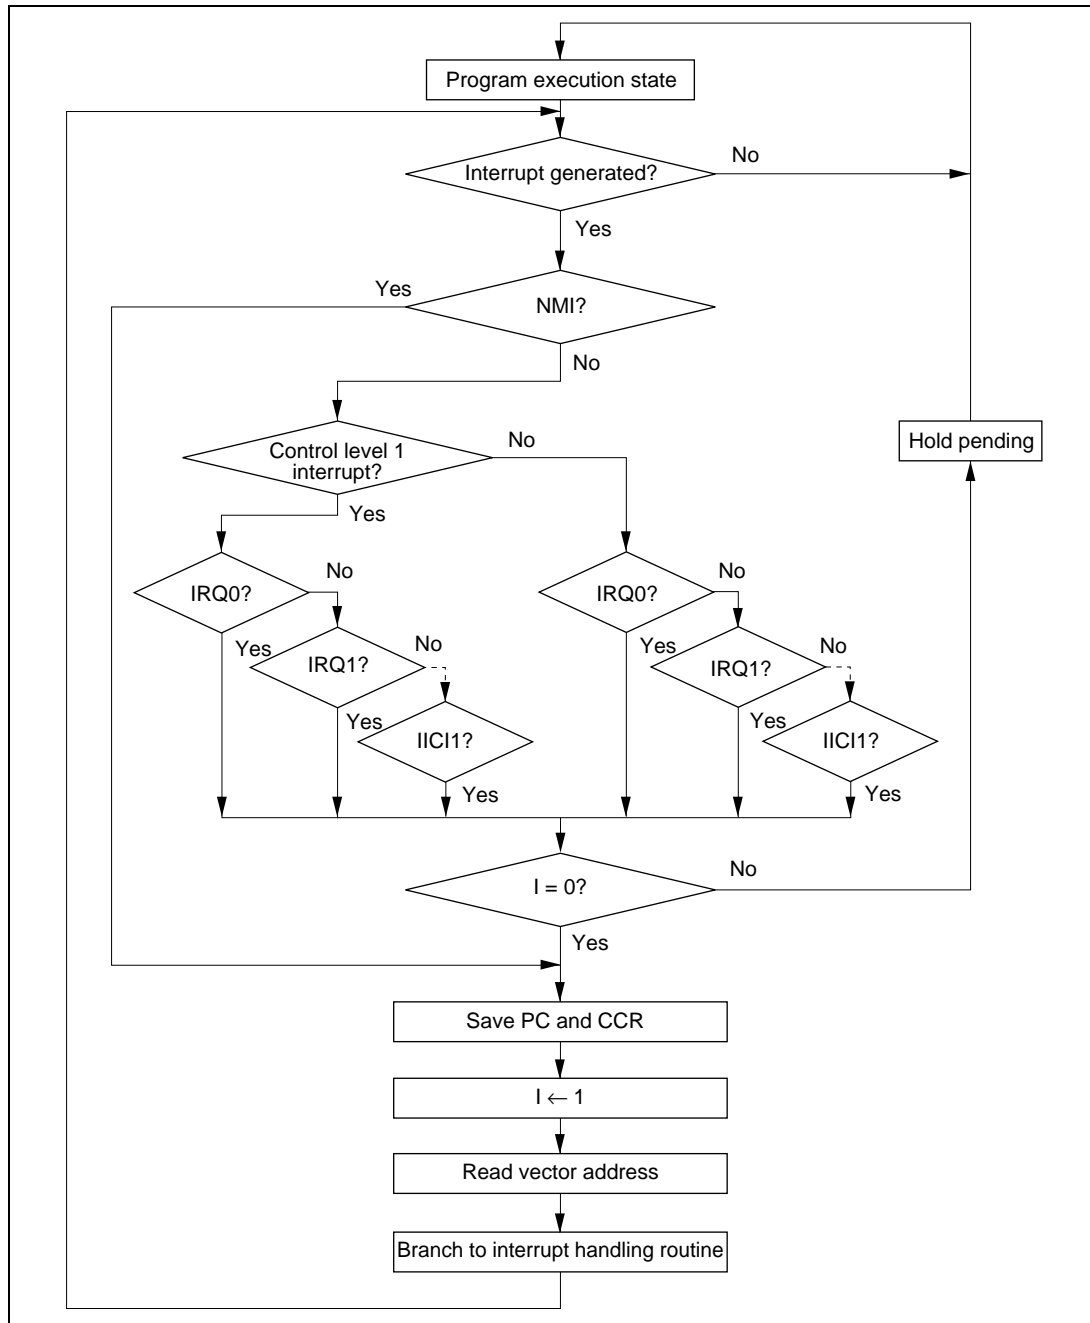 Program execution state
Interrupt generated?
No
Yes
Yes
NMI?
No
Control level 1
interrupt?
No
Hold pending
Yes
IRQ0?
No
IRQ0?
No
Yes
IRQ1?
No
Yes
IRQ1?
No
Yes
IICI1?
Yes
IICI1?
Yes
Yes
I = 0?
No
Yes
Save PC and CCR
I ← 1
Read vector address
Branch to interrupt handling routine